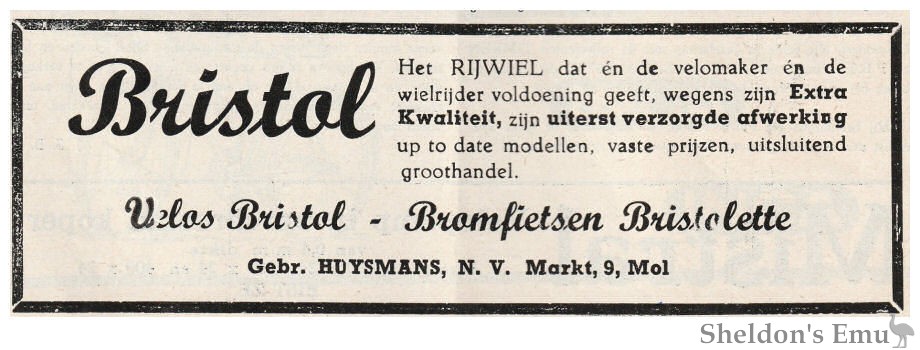 Bristol
Het RIJWIEL dat én de velomaker én de
wielrijder voldoening geeft, wegens zijn Extra
Kwaliteit, zijn uiterst verzorgde afwerking
up to date modellen, vaste prijzen, uitsluitend
groothandel.
Velos Bristol - Bromfietsen Bristolette
Gebr. HUYSMANS, N. V. Markt, 9, Mol
Sheldon's Emu